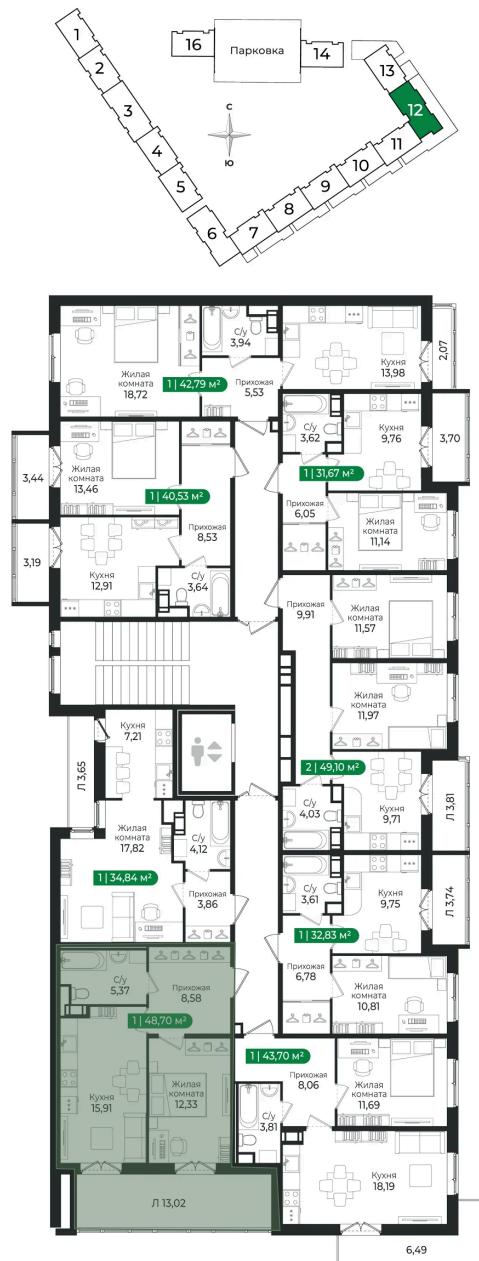 1
2
3
4
5
6
7
8
9
10
11
12
13
14
16
Парковка
С
Ю
Жилая
комната
18,72
1 | 42,79 м²
С/у
3,94
Прихожая
5,53
Кухня
13,98
2,07
3,44
Жилая
комната
13,46
1 | 40,53 м²
Прихожая
8,53
3,19
Кухня
12,91
С/у
3,64
С/у
3,62
Кухня
9,76
3,70
1 | 31,67 м²
Прихожая
6,05
Жилая
комната
11,14
Прихожая
9,91
Жилая
комната
11,57
Жилая
комната
11,97
2 | 49,10 м²
С/у
4,03
Кухня
9,71
Л 3,81
Кухня
7,21
Л 3,65
Жилая
комната
17,82
С/у
4,12
1 | 34,84 м²
Прихожая
3,86
С/у
3,61
Кухня
9,75
Л 3,74
1 | 32,83 м²
Прихожая
6,78
Жилая
комната
10,81
С/у
5,37
Прихожая
8,58
1 | 48,70 м²
Кухня
15,91
Жилая
комната
12,33
Л 13,02
1 | 43,70 м²
Прихожая
8,06
Жилая
комната
11,69
С/у
3,81
Кухня
18,19
6,49